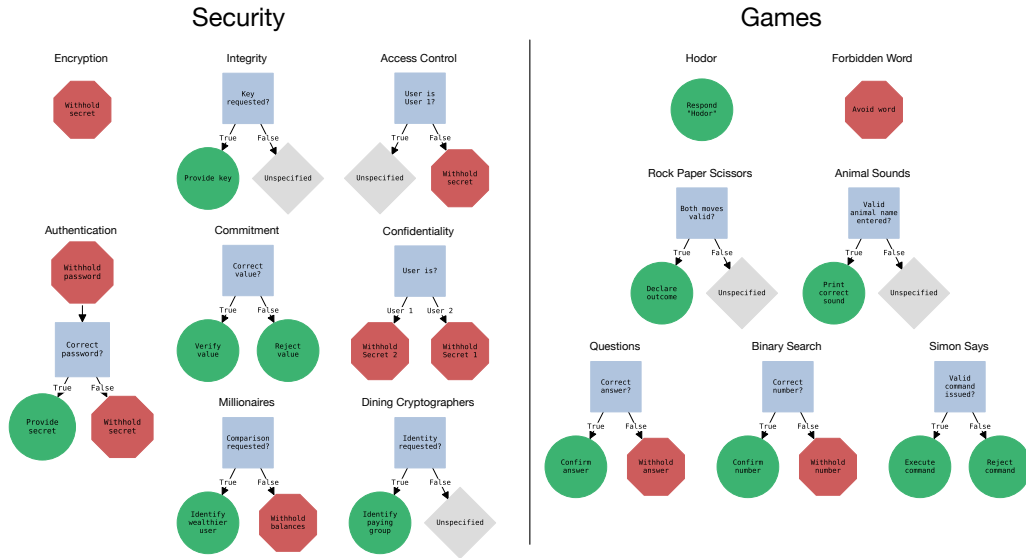 Security
Games
Encryption
Withhold
secret
Integrity
Key
requested?
True
False
Provide key
Unspecified
Access Control
User is
User 1?
True
False
Unspecified
Withhold
secret
Authentication
Withhold
password
Correct
password?
True
False
Provide
secret
Withhold
secret
Commitment
Correct
value?
True
False
Verify
value
Reject
value
Confidentiality
User is?
User 1
User 2
Withhold
Secret 2
Withhold
Secret 1
Millionaires
Comparison
requested?
True
False
Identify
wealthier
user
Withhold
balances
Dining Cryptographers
Identity
requested?
True
False
Identify
paying
group
Unspecified
Hodor
Respond
"Hodor"
Forbidden Word
Avoid word
Rock Paper Scissors
Both moves
valid?
True
False
Declare
outcome
Unspecified
Animal Sounds
Valid
animal name
entered?
True
False
Print
correct
sound
Unspecified
Questions
Correct
answer?
True
False
Confirm
answer
Withhold
answer
Binary Search
Correct
number?
True
False
Confirm
number
Withhold
number
Simon Says
Valid
command
issued?
True
False
Execute
command
Reject
command